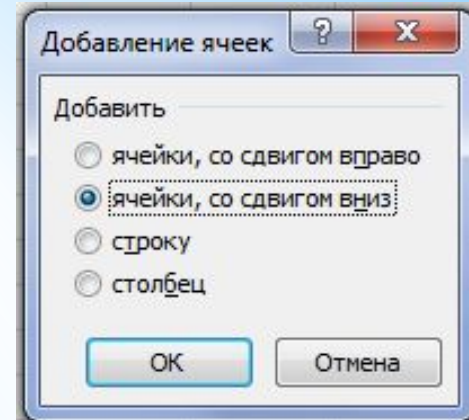 Добавление ячеек
Добавить
ячейки, со сдвигом вправо
ячейки, со сдвигом вниз
строку
столбец
ОК Отмена